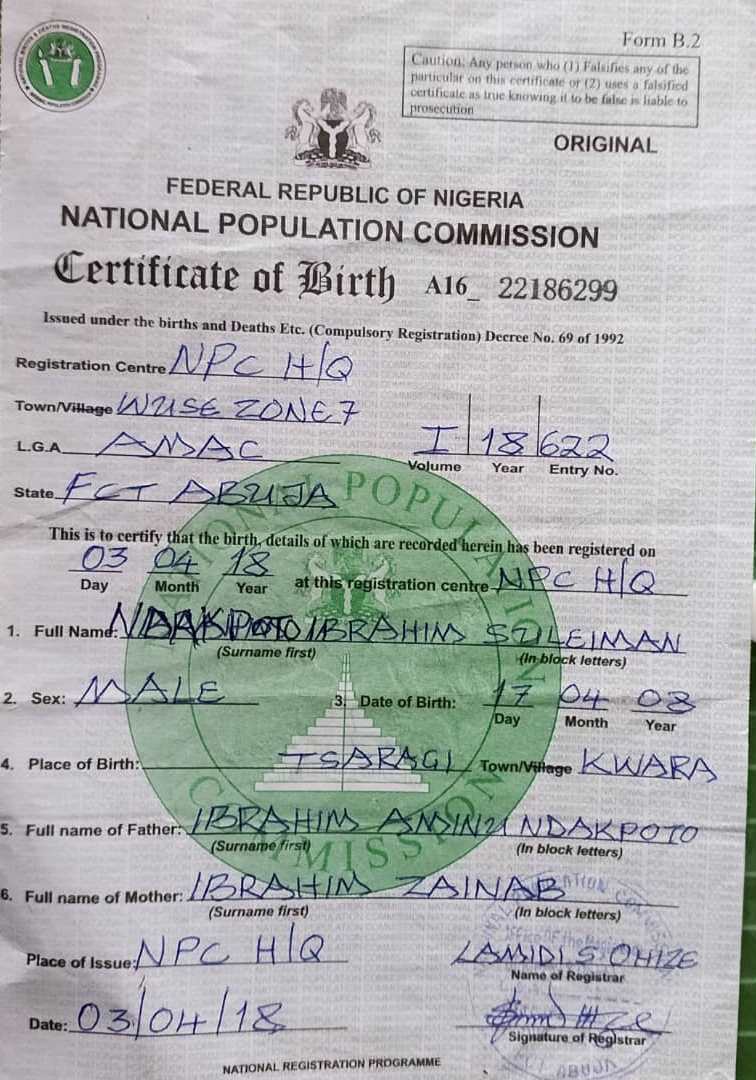 Form B.2
Caution: Any person who (1) Falsifies any of the
particular on this certificate or (2) uses a falsified
certificate as true knowing it to be false is liable to
prosecution
ORIGINAL
FEDERAL REPUBLIC OF NIGERIA
NATIONAL POPULATION COMMISSION
Certificate of Birth A16_ 22186299
Issued under the births and Deaths Etc. (Compulsory Registration) Decree No. 69 of 1992
Registration Centre NPC H/Q
Town/Village WUSE ZONE 7
L.G.A AMAC I 18 622
Volume Year Entry No.
State FCT ABUJA
NATIONAL POPULATION COMMISSION
This is to certify that the birth, details of which are recorded herein has been registered on
03 04 18 at this registration centre NPC H/Q
Day Month Year
1. Full Name: NDAKPOTO IBRAHIM SULEIMAN
(Surname first) (In block letters)
2. Sex: MALE 3. Date of Birth: 17 04 08
Day Month Year
4. Place of Birth: TSARAGI Town/Village KWARA
5. Full name of Father: IBRAHIM AMINU NDAKPOTO
(Surname first) (In block letters)
6. Full name of Mother: IBRAHIM ZAINAB
(Surname first) (In block letters)
Place of Issue: NPC H/Q LAMIDI S OHIZE
Name of Registrar
Date: 03/04/18
Signature of Registrar
ABUJA
NATIONAL REGISTRATION PROGRAMME